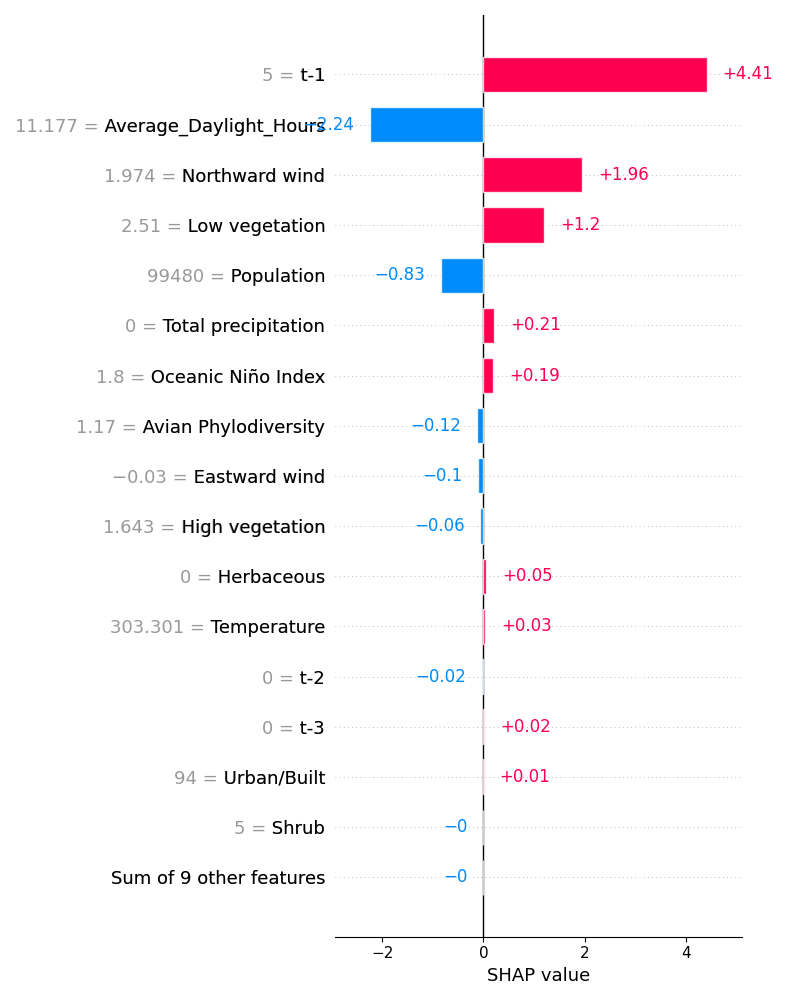 5 = t-1 +4.41
11.177 = Average_Daylight_Hours −2.24
1.974 = Northward wind +1.96
2.51 = Low vegetation +1.2
99480 = Population −0.83
0 = Total precipitation +0.21
1.8 = Oceanic Niño Index +0.19
1.17 = Avian Phylodiversity −0.12
−0.03 = Eastward wind −0.1
1.643 = High vegetation −0.06
0 = Herbaceous +0.05
303.301 = Temperature +0.03
0 = t-2 −0.02
0 = t-3 +0.02
94 = Urban/Built +0.01
5 = Shrub −0
Sum of 9 other features −0
−2 0 2 4
SHAP value